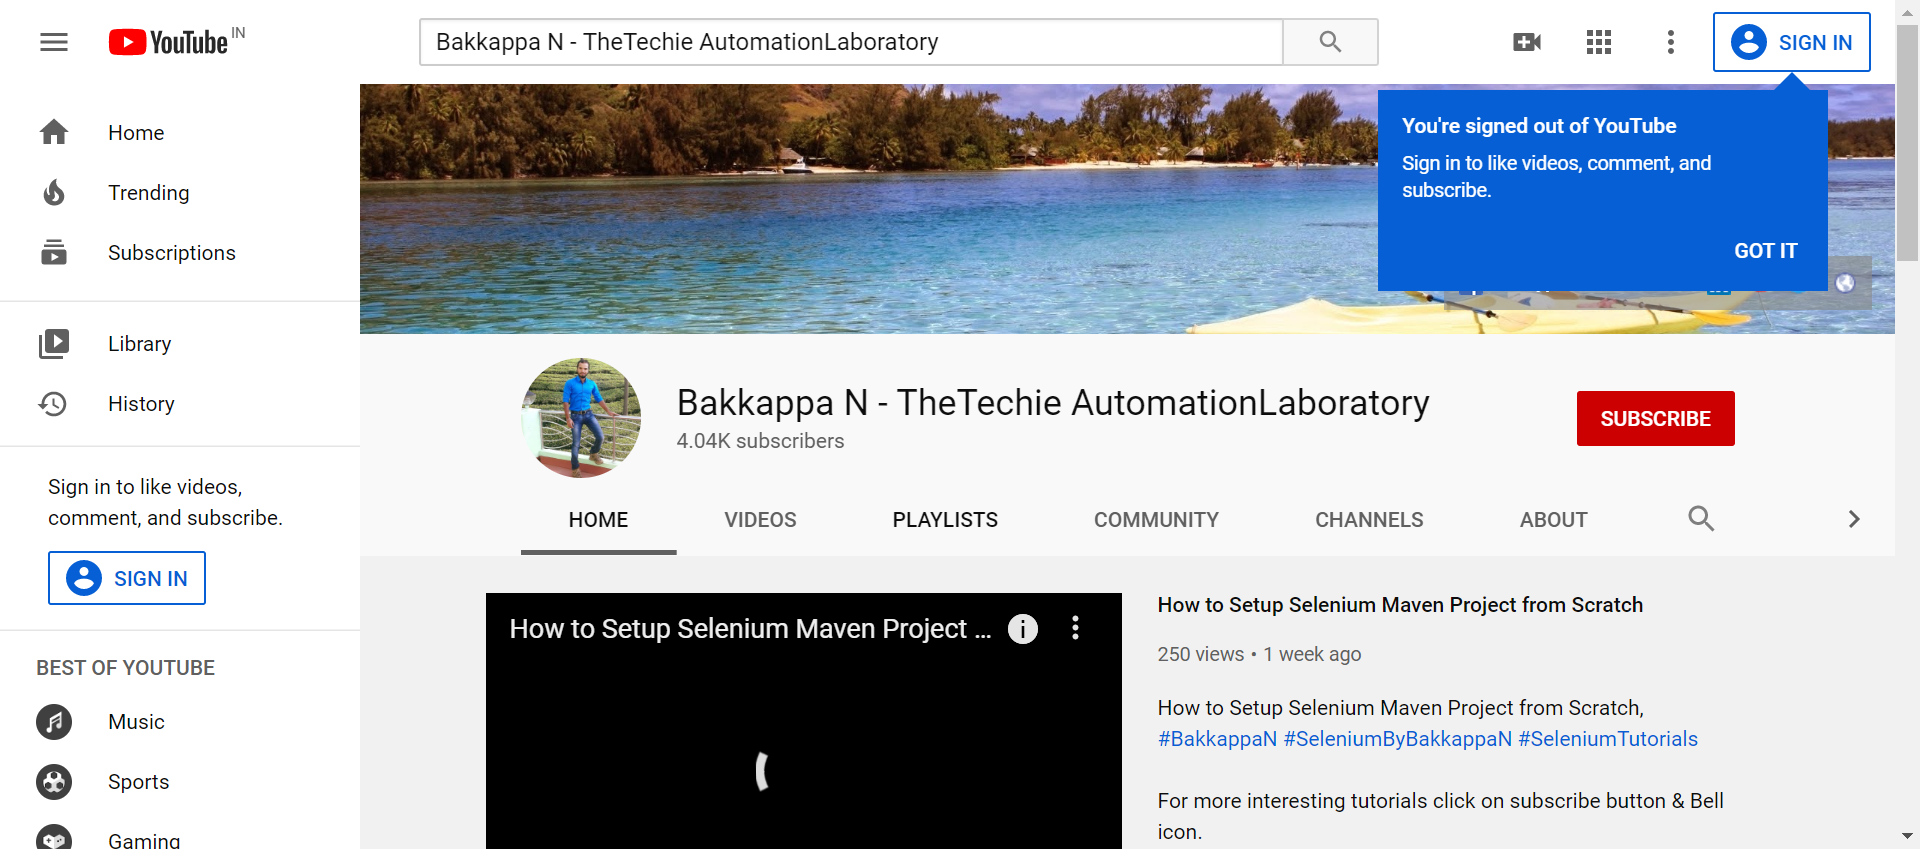 YouTube IN
Bakkappa N - TheTechie AutomationLaboratory
SIGN IN
Home
Trending
Subscriptions
Library
History
Sign in to like videos,
comment, and subscribe.
SIGN IN
BEST OF YOUTUBE
Music
Sports
Gaming
You're signed out of YouTube
Sign in to like videos, comment, and
subscribe.
GOT IT
Bakkappa N - TheTechie AutomationLaboratory
4.04K subscribers
SUBSCRIBE
HOME VIDEOS PLAYLISTS COMMUNITY CHANNELS ABOUT
How to Setup Selenium Maven Project ...
How to Setup Selenium Maven Project from Scratch
250 views • 1 week ago
How to Setup Selenium Maven Project from Scratch,
#BakkappaN #SeleniumByBakkappaN #SeleniumTutorials
For more interesting tutorials click on subscribe button & Bell
icon.